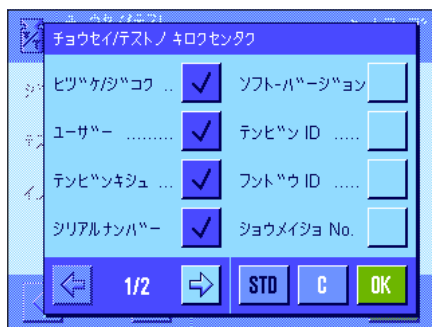 チョウセイ/テストノ キロクセンタク
ヒヅケ/ジコク ..
ソフト-バージョン
ユーザー .........
テンビン ID .....
テンビンキシュ ...
フンドウ ID .....
シリアルナンバー
ショウメイショ No.
1/2
STD
C
OK